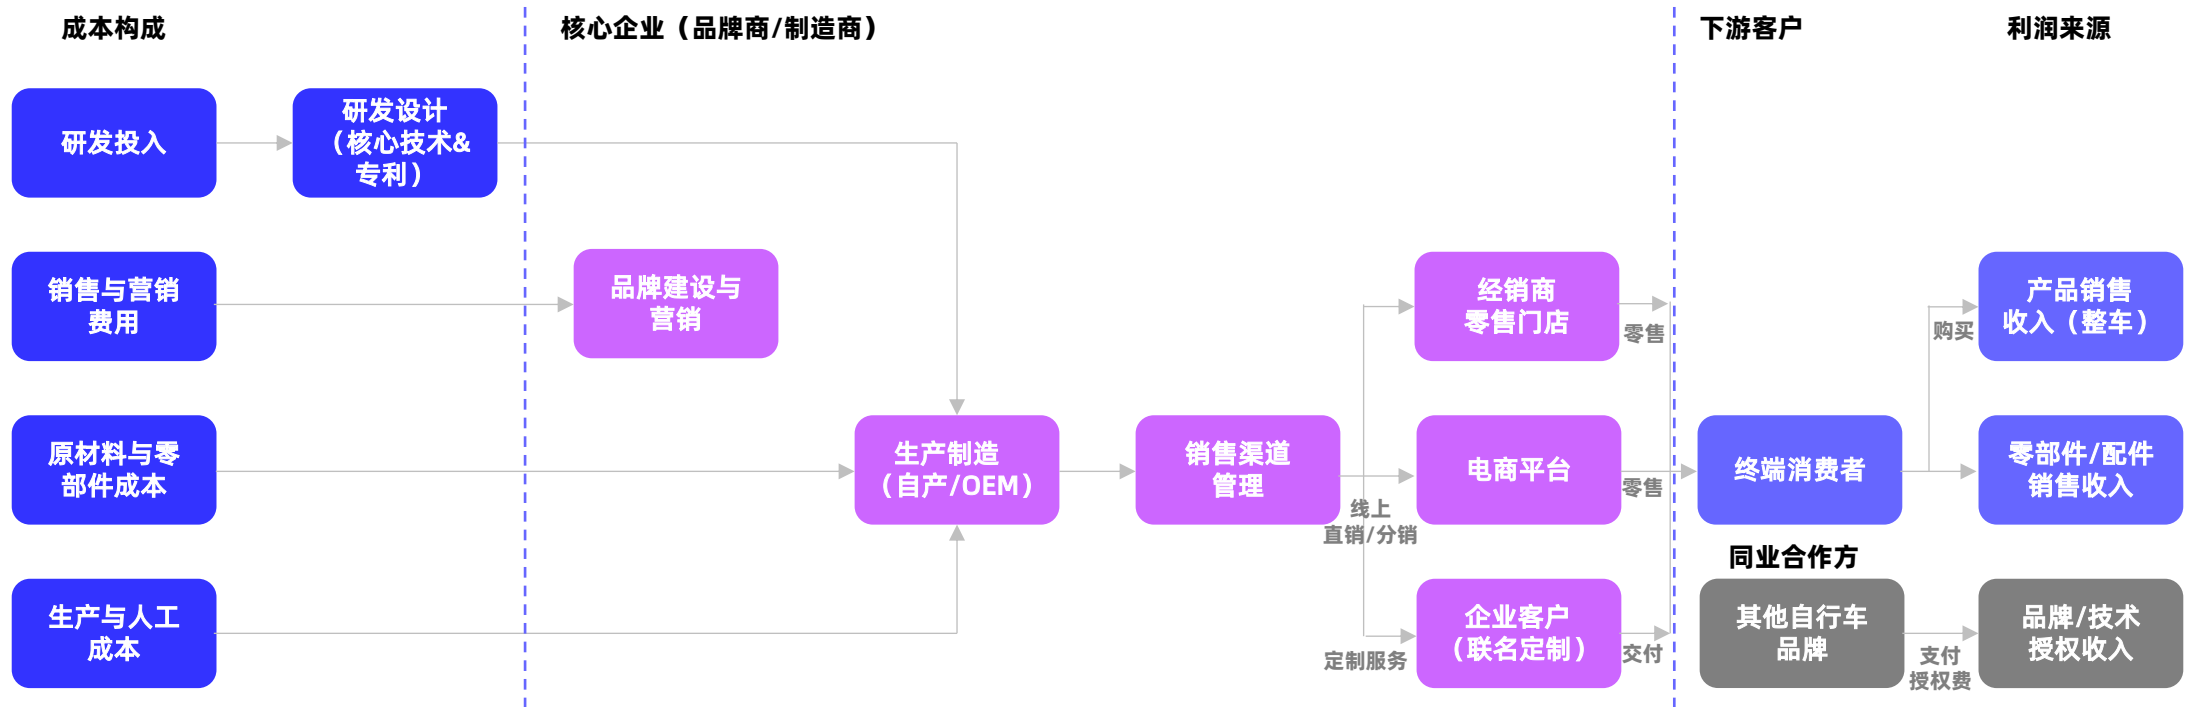 成本构成
核心企业（品牌商/制造商）
下游客户
利润来源
研发投入
研发设计
（核心技术&
专利）
销售与营销
费用
品牌建设与
营销
经销商
零售门店
零售
购买
产品销售
收入（整车）
原材料与零
部件成本
生产制造
（自产/OEM）
销售渠道
管理
线上
直销/分销
电商平台
零售
终端消费者
零部件/配件
销售收入
同业合作方
生产与人工
成本
定制服务
企业客户
（联名定制）
交付
其他自行车
品牌
支付
授权费
品牌/技术
授权收入